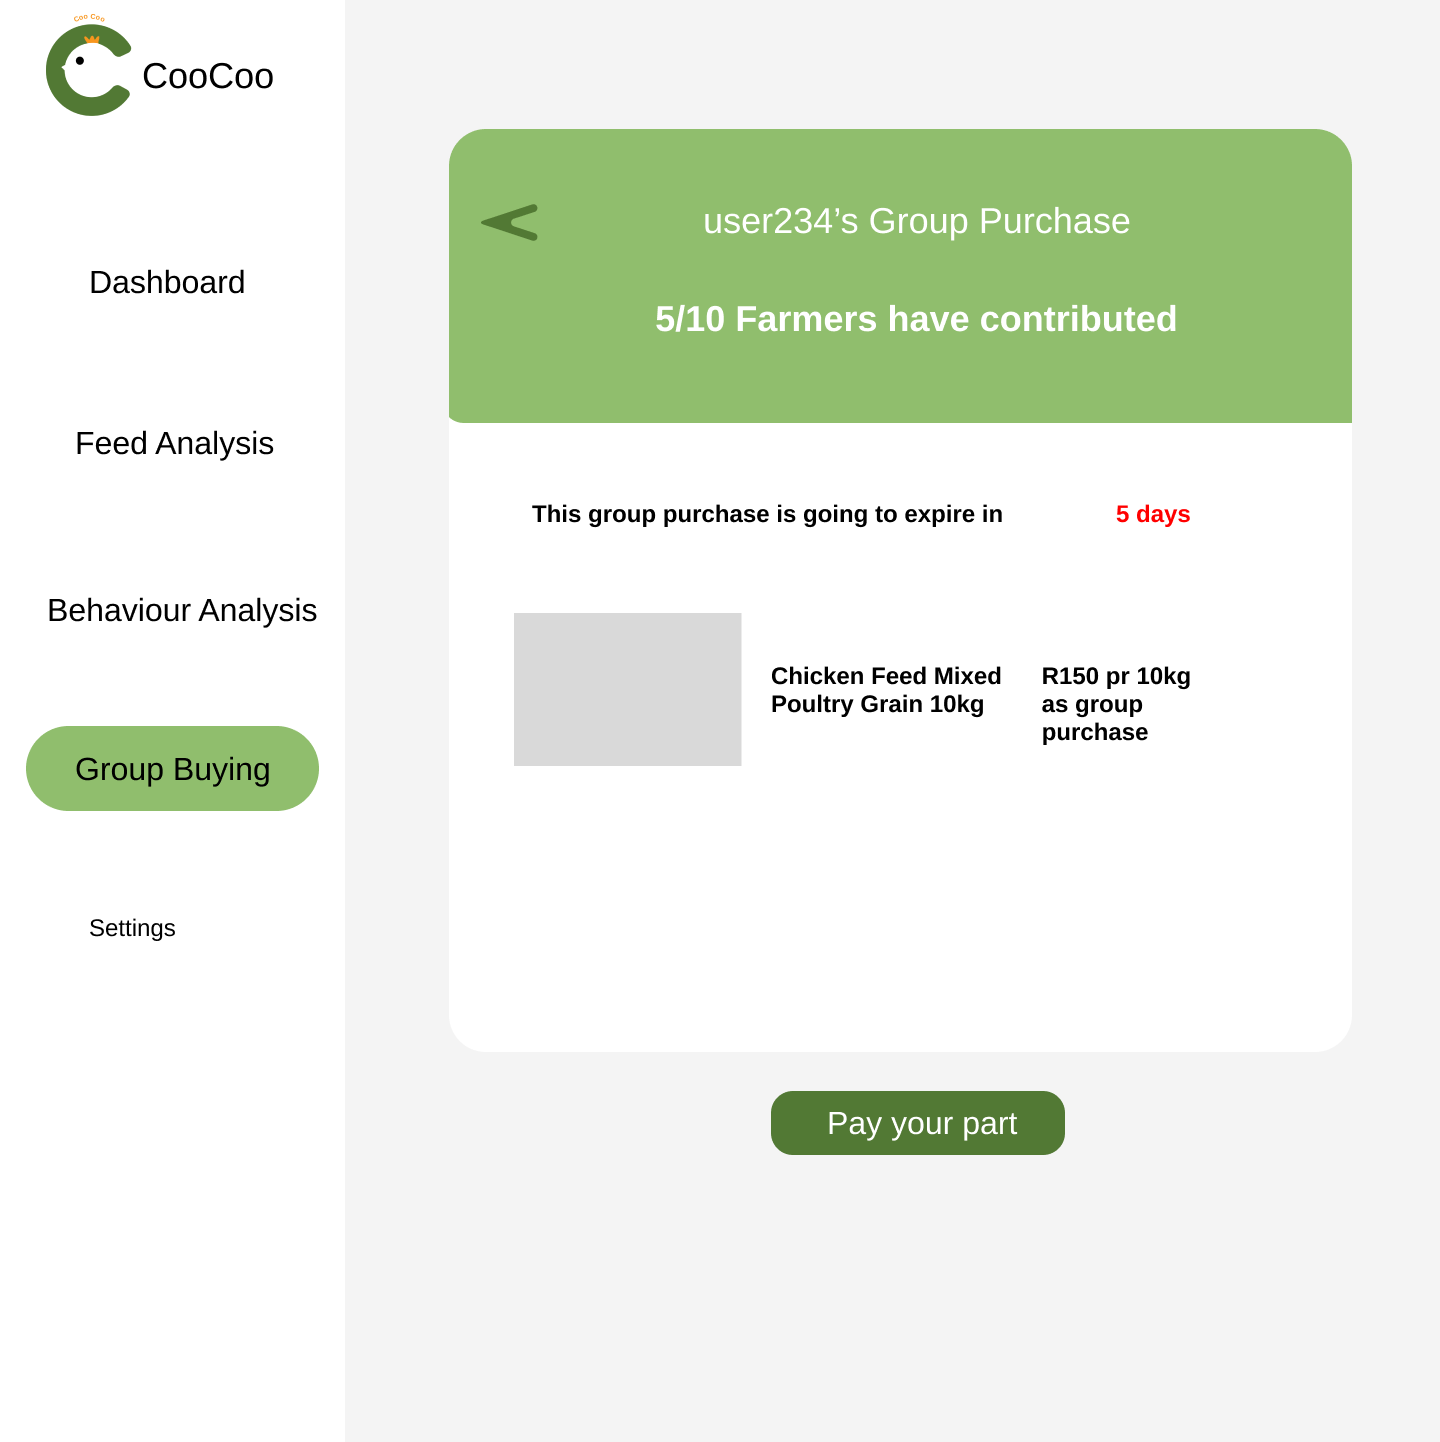 Coo Coo
CooCoo
Dashboard
Feed Analysis
Behaviour Analysis
Group Buying
Settings
user234’s Group Purchase
5/10 Farmers have contributed
This group purchase is going to expire in
5 days
Chicken Feed Mixed
Poultry Grain 10kg
R150 pr 10kg
as group
purchase
Pay your part